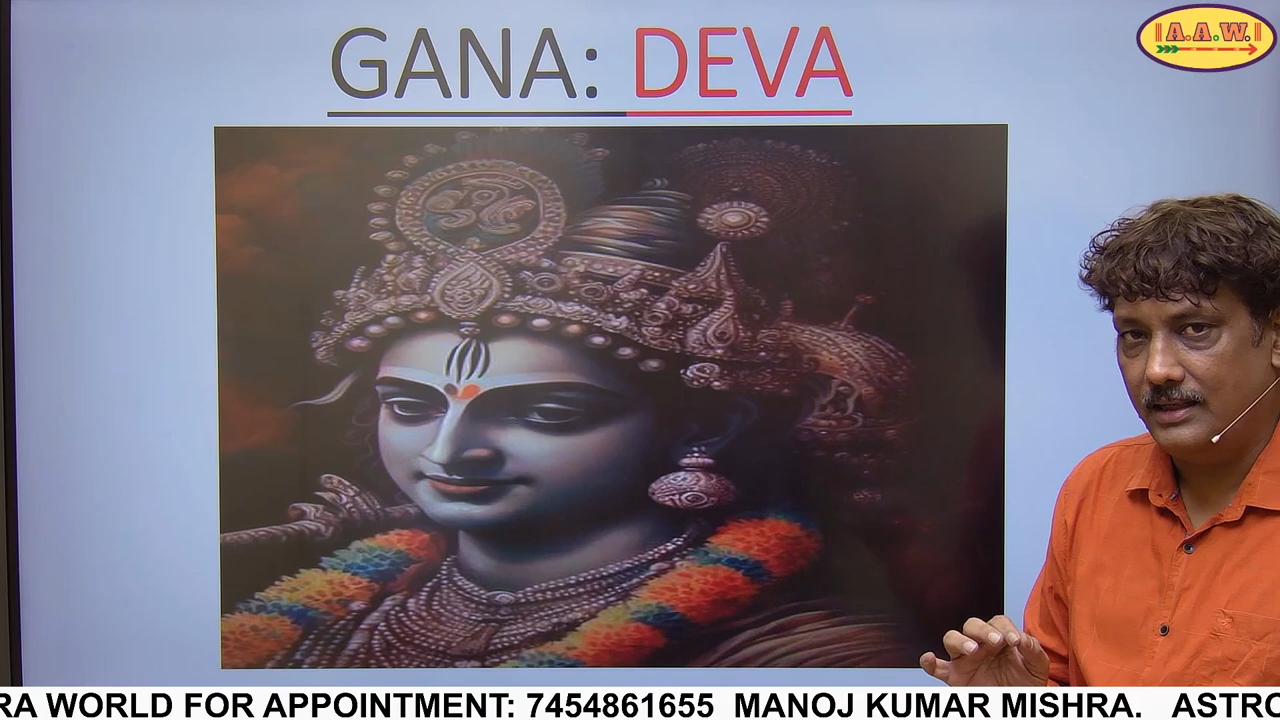 GANA: DEVA
A.A.W.
RA WORLD FOR APPOINTMENT: 7454861655 MANOJ KUMAR MISHRA. ASTRO